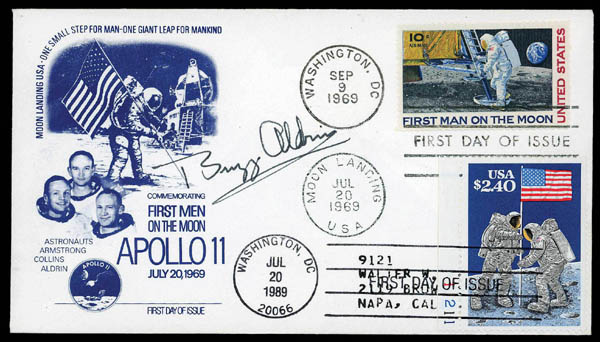 MOON LANDING USA-ONE SMALL STEP FOR MAN-ONE GIANT LEAP FOR MANKIND
Buzz Aldrin
COMMEMORATING
FIRST MEN
ON THE MOON
APOLLO 11
JULY 20, 1969
ASTRONAUTS
ARMSTRONG
COLLINS
ALDRIN
APOLLO 11
FIRST DAY OF ISSUE
WASHINGTON, DC
SEP
9
1969
10¢
AIR MAIL
UNITED STATES
FIRST MAN ON THE MOON
FIRST DAY OF ISSUE
MOON LANDING
JUL
20
1969
USA
USA
$2.40
WASHINGTON, DC
JUL
20
1989
20066
9121
WALTER W.
2119 BROW
NAPA, CAL
FIRST DAY OF ISSUE
211